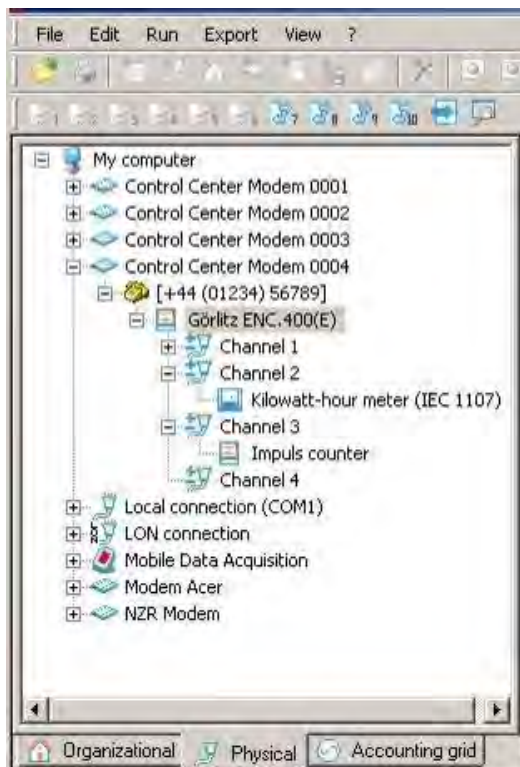 File Edit Run Export View ?
My computer
Control Center Modem 0001
Control Center Modem 0002
Control Center Modem 0003
Control Center Modem 0004
[+44 (01234) 56789]
Görlitz ENC.400(E)
Channel 1
Channel 2
Kilowatt-hour meter (IEC 1107)
Channel 3
Impuls counter
Channel 4
Local connection (COM1)
LON connection
Mobile Data Acquisition
Modem Acer
NZR Modem
Organizational Physical Accounting grid